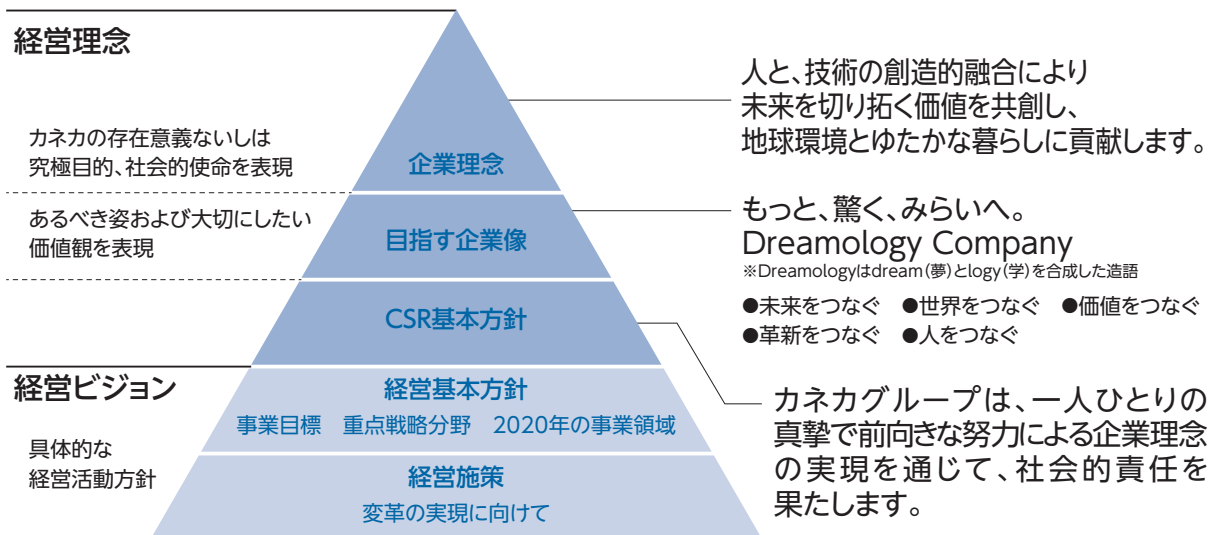 経営理念
カネカの存在意義ないしは
究極目的、社会的使命を表現
あるべき姿および大切にしたい
価値観を表現
企業理念
目指す企業像
CSR基本方針
人と、技術の創造的融合により
未来を切り拓く価値を共創し、
地球環境とゆたかな暮らしに貢献します。
もっと、驚く、みらいへ。
Dreamology Company
※Dreamologyはdream(夢)とlogy(学)を合成した造語
●未来をつなぐ ●世界をつなぐ ●価値をつなぐ
●革新をつなぐ ●人をつなぐ
カネカグループは、一人ひとりの
真摯で前向きな努力による企業理念
の実現を通じて、社会的責任を
果たします。
経営ビジョン
具体的な
経営活動方針
経営基本方針
事業目標 重点戦略分野 2020年の事業領域
経営施策
変革の実現に向けて